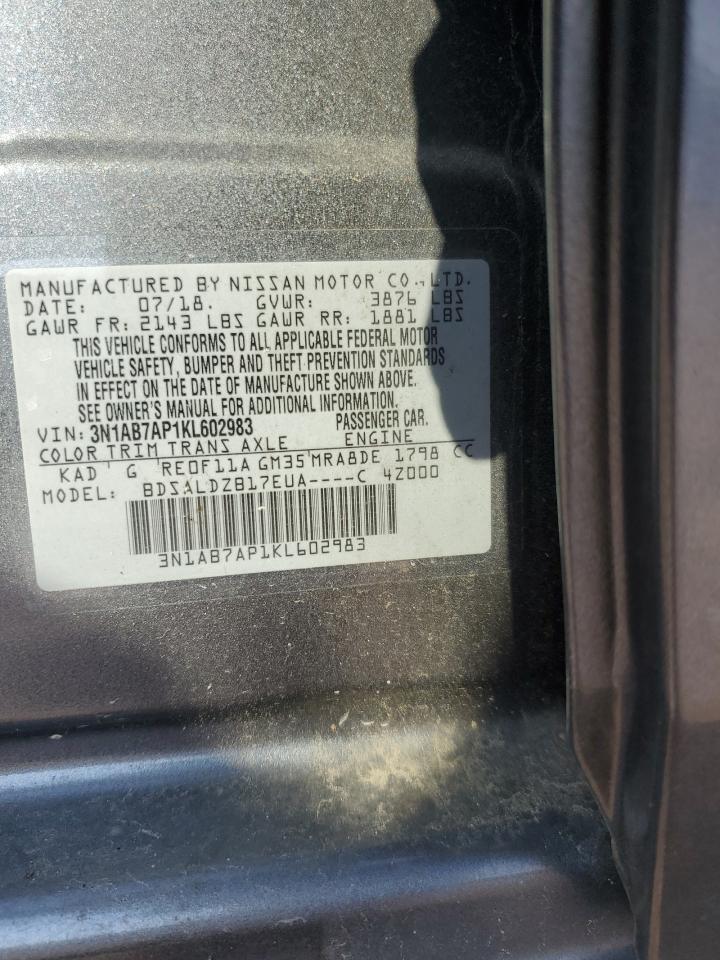 MANUFACTURED BY NISSAN MOTOR CO., LTD.
DATE: 07/18. GVWR: 3876 LBS
GAWR FR: 2143 LBS GAWR RR: 1881 LBS
THIS VEHICLE CONFORMS TO ALL APPLICABLE FEDERAL MOTOR
VEHICLE SAFETY, BUMPER AND THEFT PREVENTION STANDARDS
IN EFFECT ON THE DATE OF MANUFACTURE SHOWN ABOVE.
SEE OWNER'S MANUAL FOR ADDITIONAL INFORMATION.
VIN: 3N1AB7AP1KL602983 PASSENGER CAR.
COLOR TRIM TRANS AXLE ENGINE
KAD G RE0F11A GM35 MRA8DE 1798 CC
MODEL: BDSALDZB17EUA----C 4Z000
3N1AB7AP1KL602983